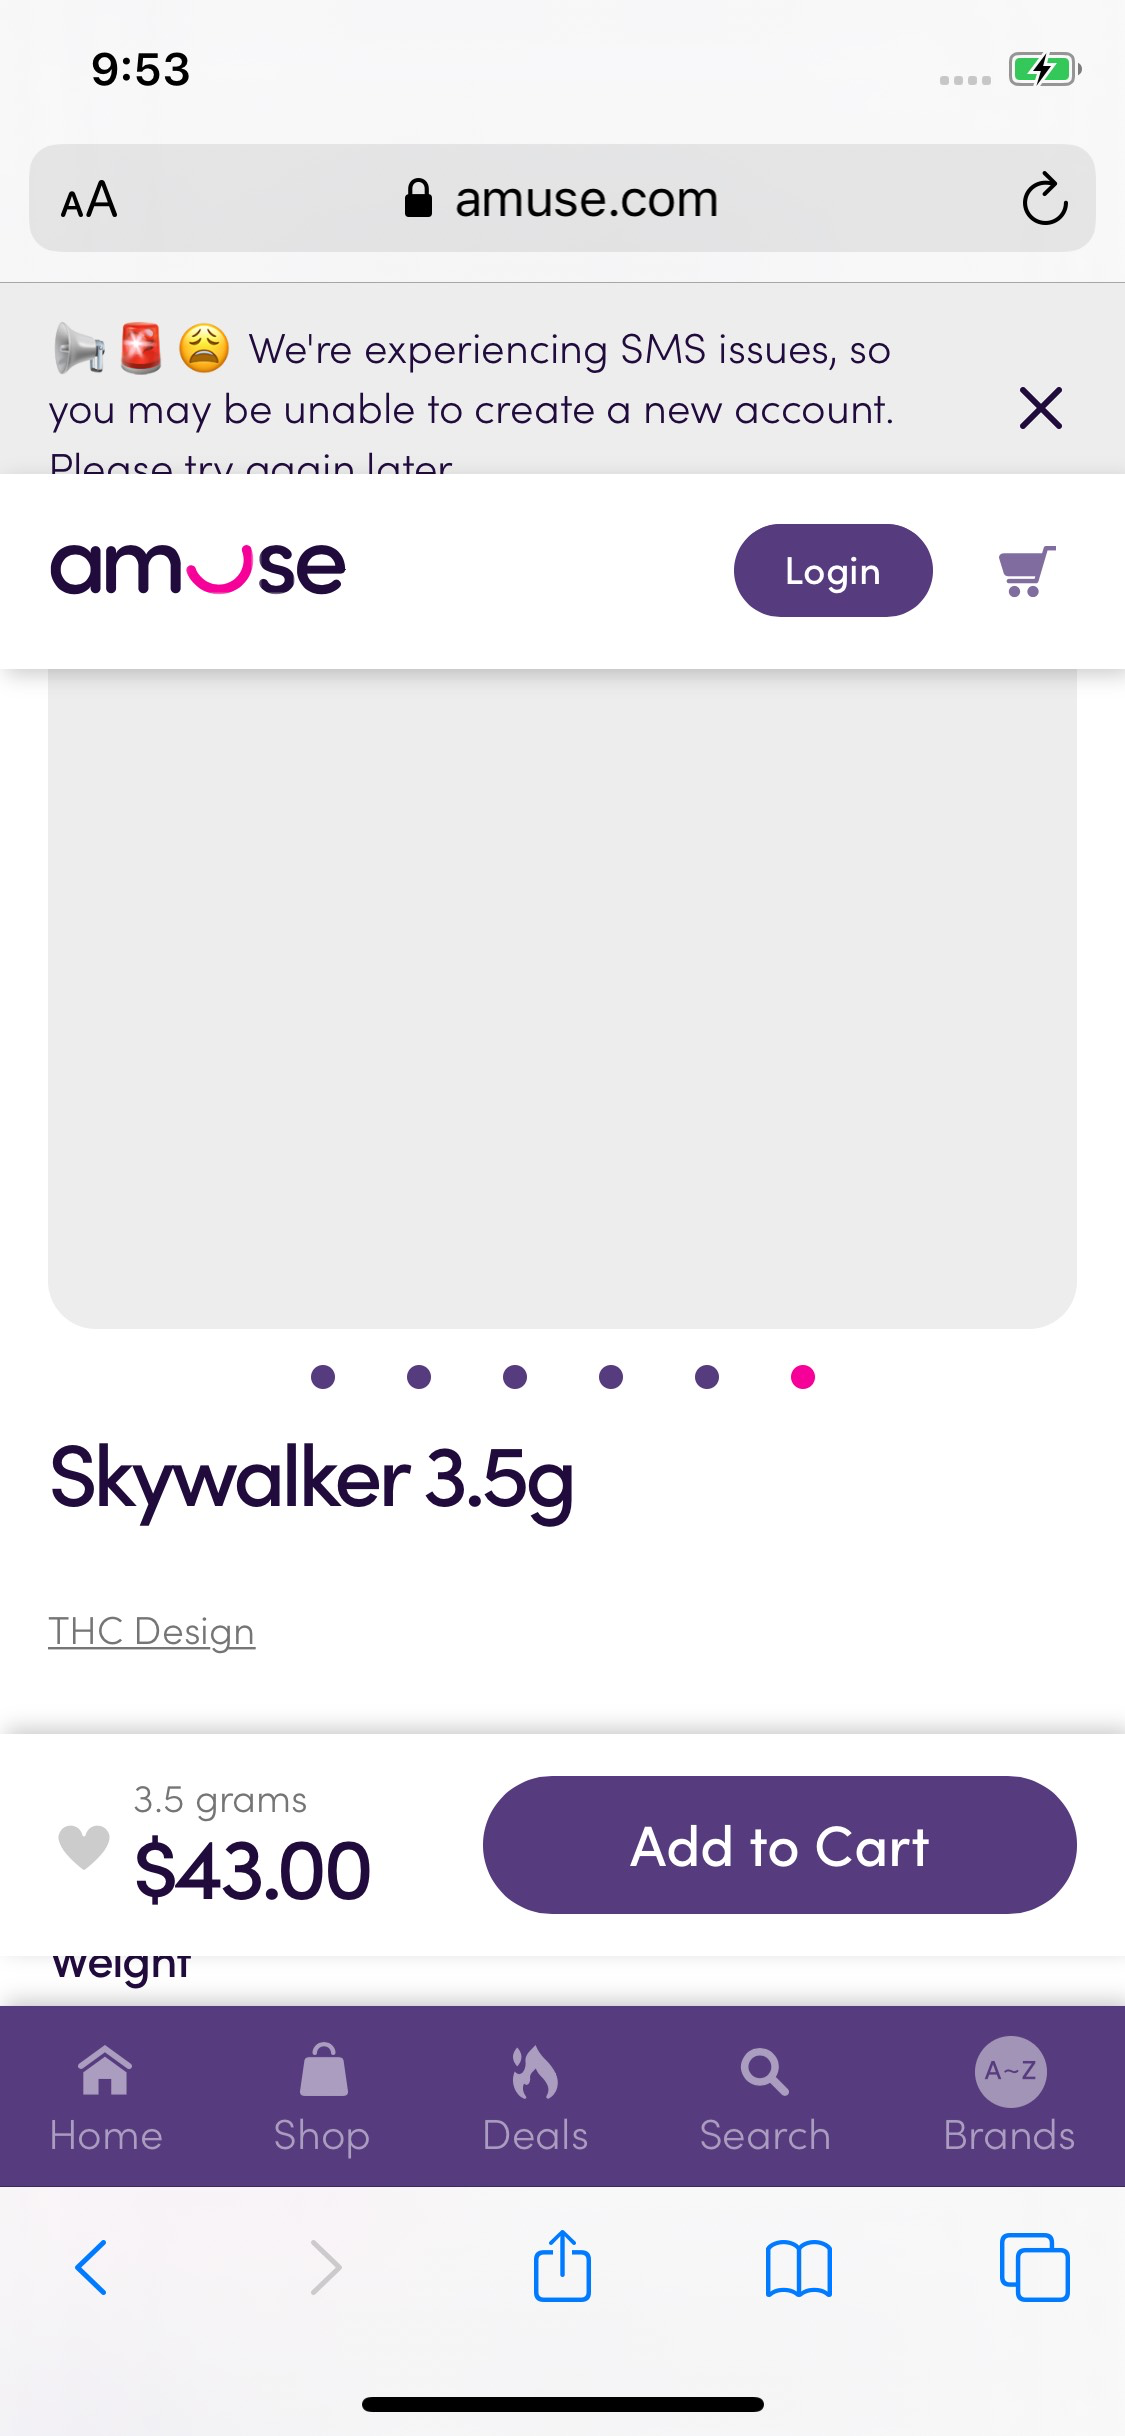 9:53
AA
amuse.com
📢🚨😩 We're experiencing SMS issues, so
you may be unable to create a new account.
Please try again later
amuse
Login
Skywalker 3.5g
THC Design
3.5 grams
$43.00
Add to Cart
Weight
A~Z
Home
Shop
Deals
Search
Brands